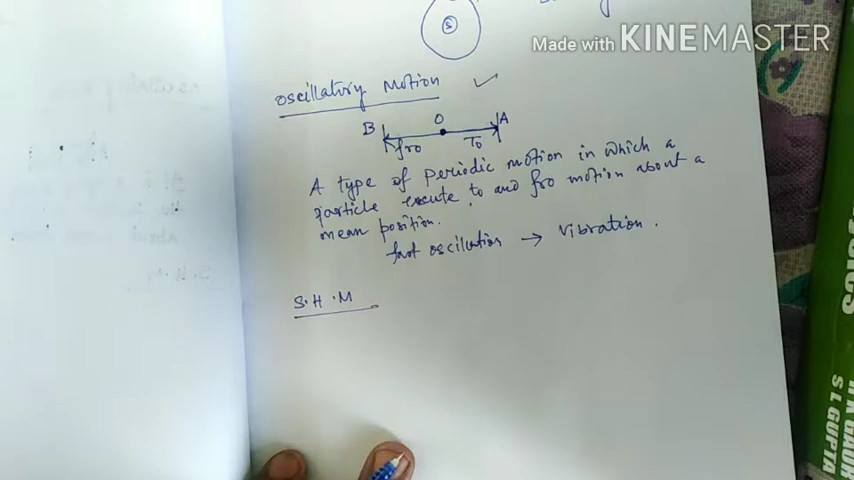 S
Made with KINEMASTER
Oscillatory Motion
B O A
fro To
A type of Periodic motion in which a
particle execute to and fro motion about a
mean position.
fast oscillation → Vibration.
S.H.M
S L GUPTA